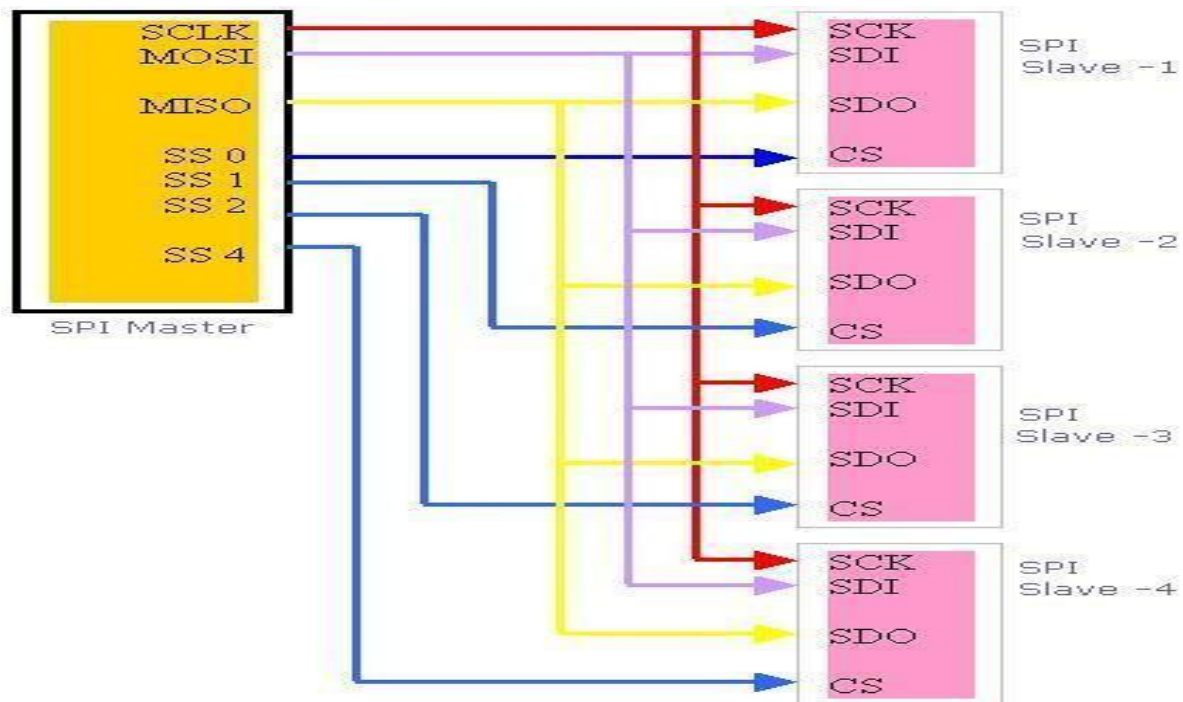 SCLK
MOSI
MISO
SS 0
SS 1
SS 2
SS 4
SPI Master
SCK
SDI
SDO
CS
SPI
Slave -1
SCK
SDI
SDO
CS
SPI
Slave -2
SCK
SDI
SDO
CS
SPI
Slave -3
SCK
SDI
SDO
CS
SPI
Slave -4